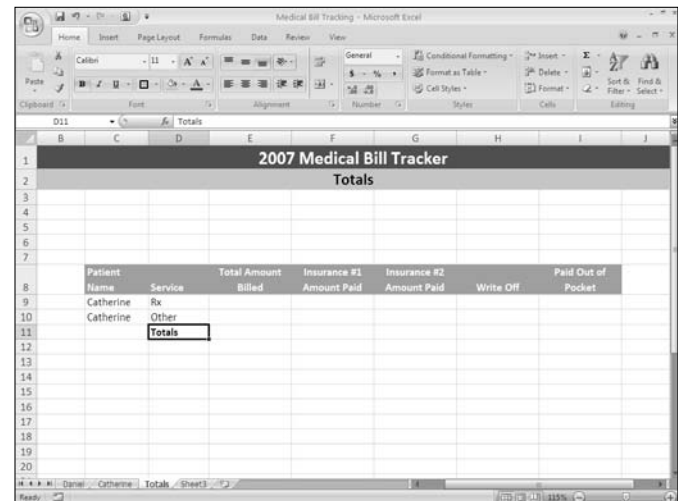 Medical Bill Tracking - Microsoft Excel
Home Insert Page Layout Formulas Data Review View
Paste
Calibri 11 A A
B I U A
General
$ % ,
Conditional Formatting
Format as Table
Cell Styles
Insert
Delete
Format
Σ
Sort & Filter
Find & Select
Clipboard Font Alignment Number Styles Cells Editing
D11 fx Totals
B C D E F G H I J
1 2007 Medical Bill Tracker
2 Totals
3
4
5
6
7
8 Patient Name Service Total Amount Billed Insurance #1 Amount Paid Insurance #2 Amount Paid Write Off Paid Out of Pocket
9 Catherine Rx
10 Catherine Other
11 Totals
12
13
14
15
16
17
18
19
20
Daniel Catherine Totals Sheet3
Ready 115%